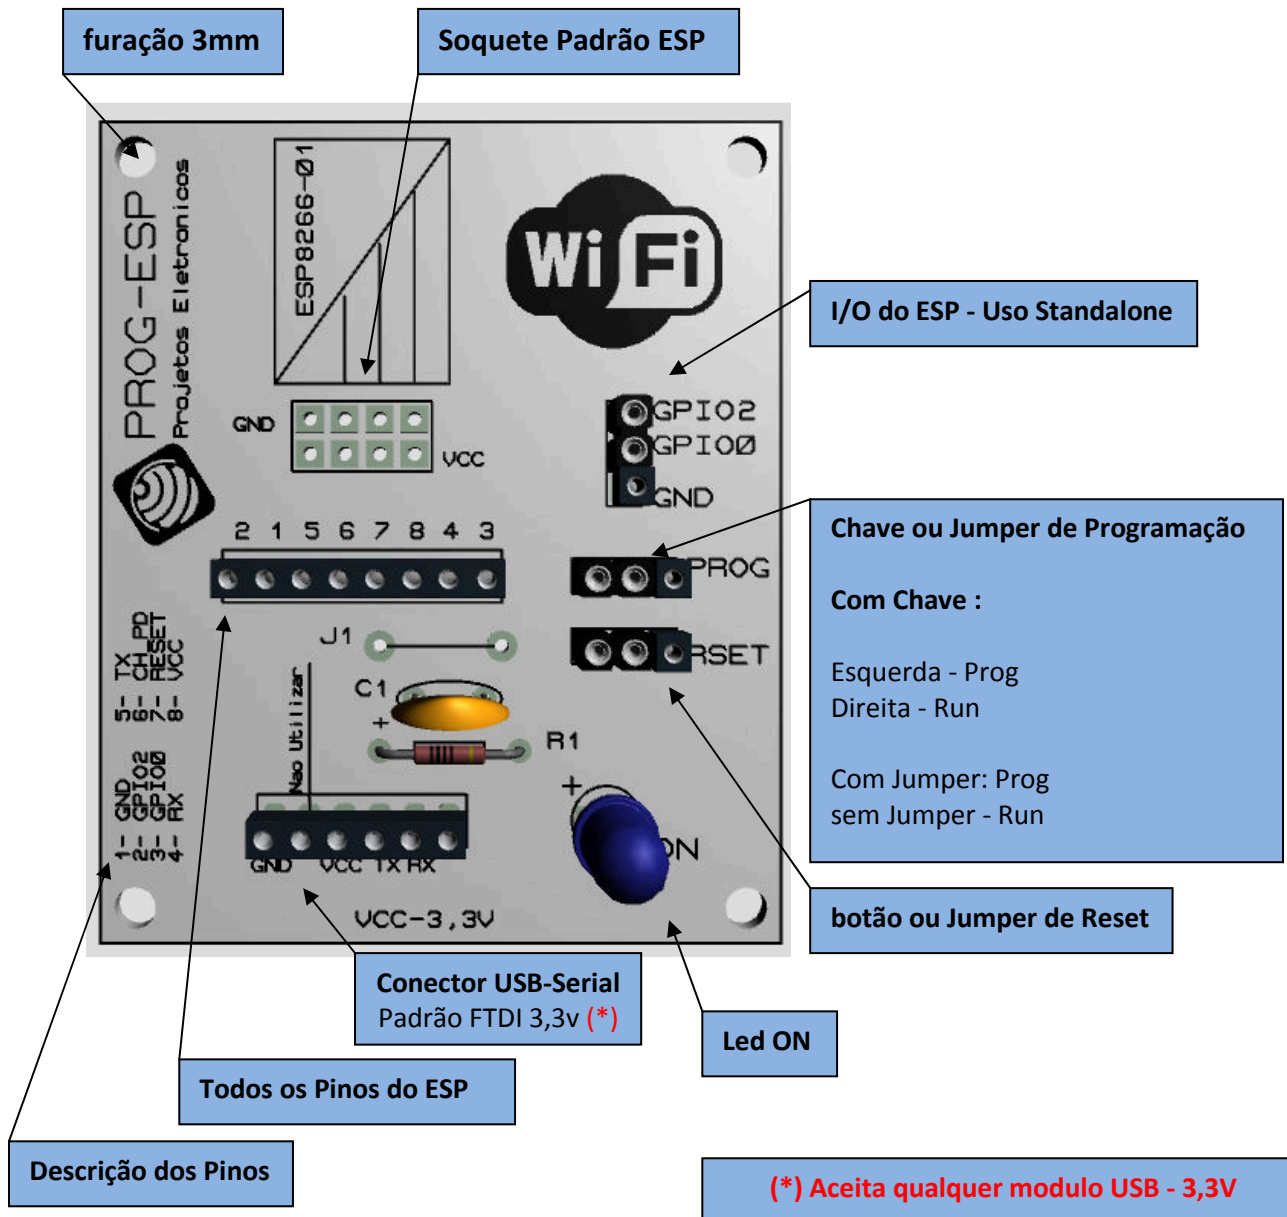 furação 3mm
Soquete Padrão ESP
PROG-ESP
Projetos Eletronicos
ESP8266-01
WiFi
I/O do ESP - Uso Standalone
GPIO2
GPIO0
GND
GND
VCC
Chave ou Jumper de Programação
Com Chave :
Esquerda - Prog
Direita - Run
Com Jumper: Prog
sem Jumper - Run
2 1 5 6 7 8 4 3
PROG
RSET
J1
C1
+
R1
+
ON
Nao Utilizar
5- TX
6- CH_PD
7- RESET
8- VCC
1- GND
2- GPIO2
3- GPIO0
4- RX
GND VCC TX RX
VCC-3,3V
botão ou Jumper de Reset
Conector USB-Serial
Padrão FTDI 3,3v (*)
Led ON
Todos os Pinos do ESP
Descrição dos Pinos
(*) Aceita qualquer modulo USB - 3,3V